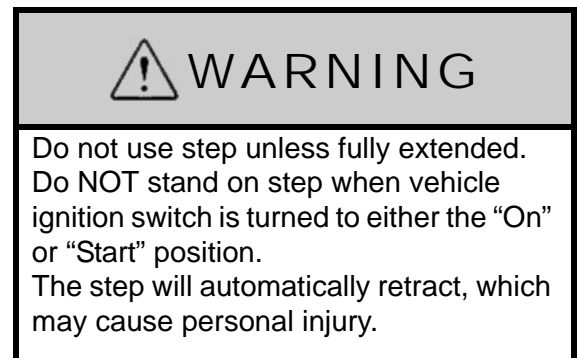 WARNING
Do not use step unless fully extended.
Do NOT stand on step when vehicle
ignition switch is turned to either the “On”
or “Start” position.
The step will automatically retract, which
may cause personal injury.